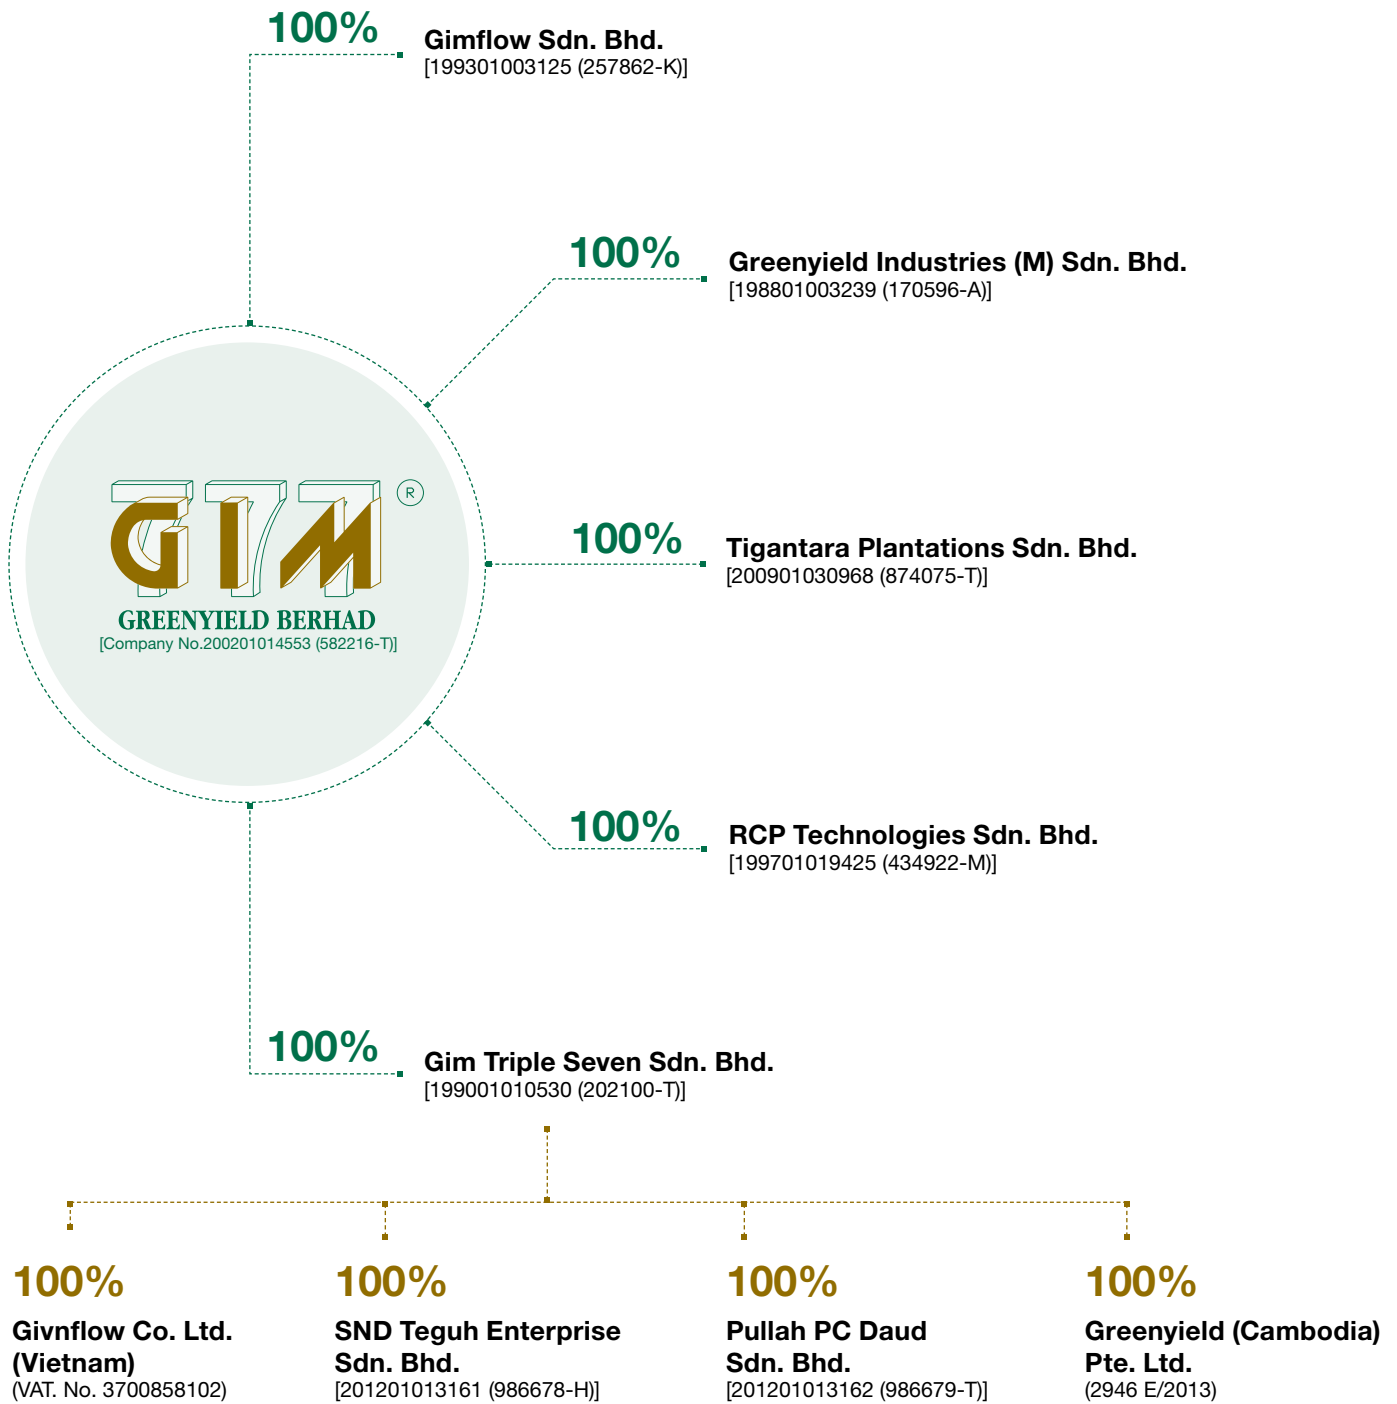 100%
Gimflow Sdn. Bhd.
[199301003125 (257862-K)]
100%
Greenyield Industries (M) Sdn. Bhd.
[198801003239 (170596-A)]
777
GIM ®
GREENYIELD BERHAD
[Company No.200201014553 (582216-T)]
100%
Tigantara Plantations Sdn. Bhd.
[200901030968 (874075-T)]
100%
RCP Technologies Sdn. Bhd.
[199701019425 (434922-M)]
100%
Gim Triple Seven Sdn. Bhd.
[199001010530 (202100-T)]
100%
Givnflow Co. Ltd.
(Vietnam)
(VAT. No. 3700858102)
100%
SND Teguh Enterprise
Sdn. Bhd.
[201201013161 (986678-H)]
100%
Pullah PC Daud
Sdn. Bhd.
[201201013162 (986679-T)]
100%
Greenyield (Cambodia)
Pte. Ltd.
(2946 E/2013)